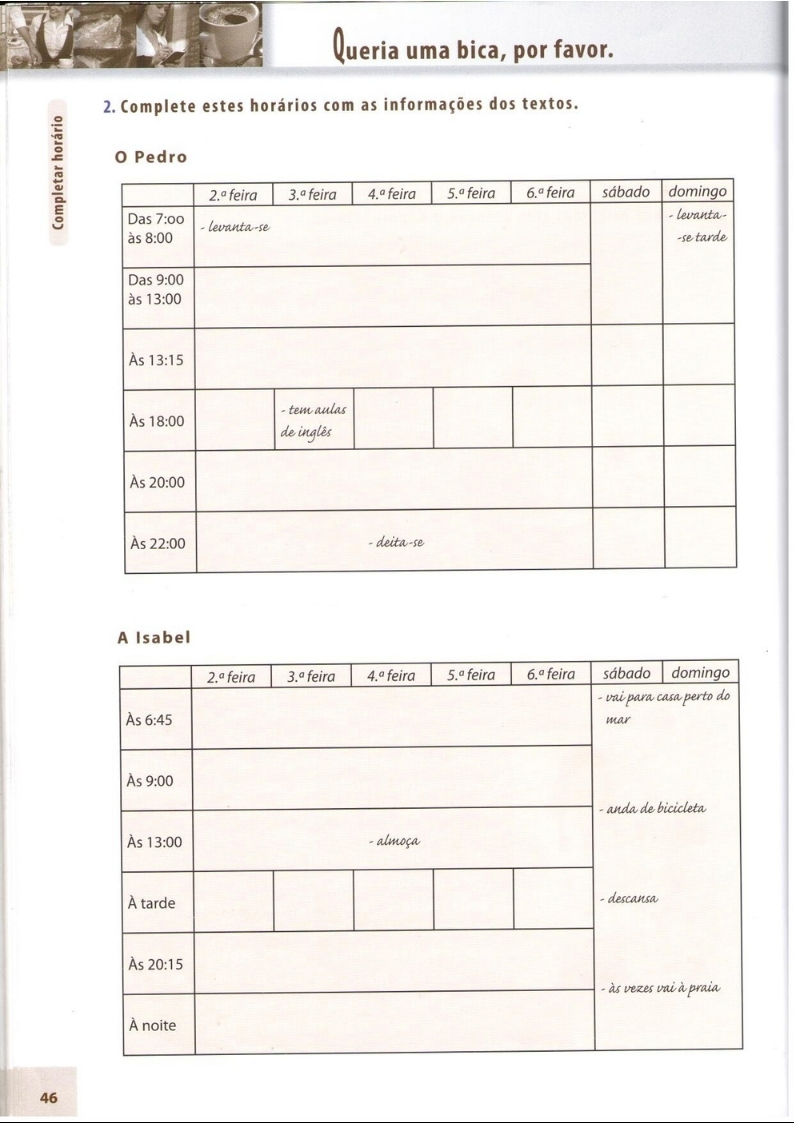 Queria uma bica, por favor.
Completar horário
2. Complete estes horários com as informações dos textos.
O Pedro
2.ª feira 3.ª feira 4.ª feira 5.ª feira 6.ª feira sábado domingo
Das 7:oo
às 8:00
- levanta-se
- levanta-
-se tarde
Das 9:00
às 13:00
Às 13:15
Às 18:00
- tem aulas
de inglês
Às 20:00
Às 22:00
- deita-se
A Isabel
2.ª feira 3.ª feira 4.ª feira 5.ª feira 6.ª feira sábado domingo
Às 6:45
- vai para casa perto do
mar
Às 9:00
- anda de bicicleta
Às 13:00
- almoça
À tarde
- descansa
Às 20:15
- às vezes vai à praia
À noite
46